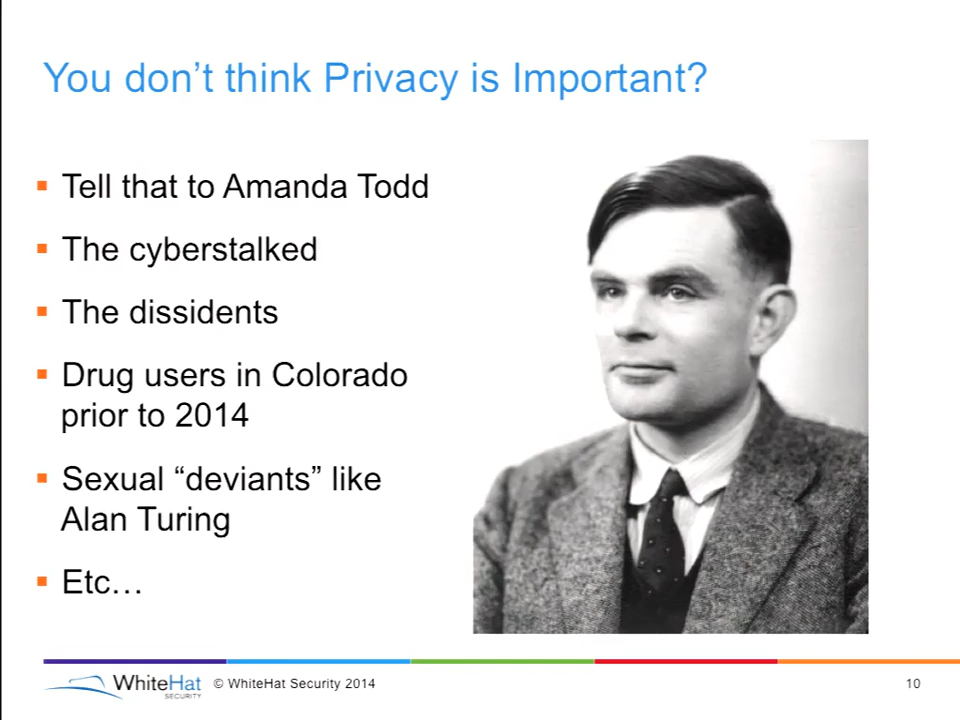 You don’t think Privacy is Important?
▪ Tell that to Amanda Todd
▪ The cyberstalked
▪ The dissidents
▪ Drug users in Colorado
prior to 2014
▪ Sexual “deviants” like
Alan Turing
▪ Etc…
WhiteHat
SECURITY
© WhiteHat Security 2014
10